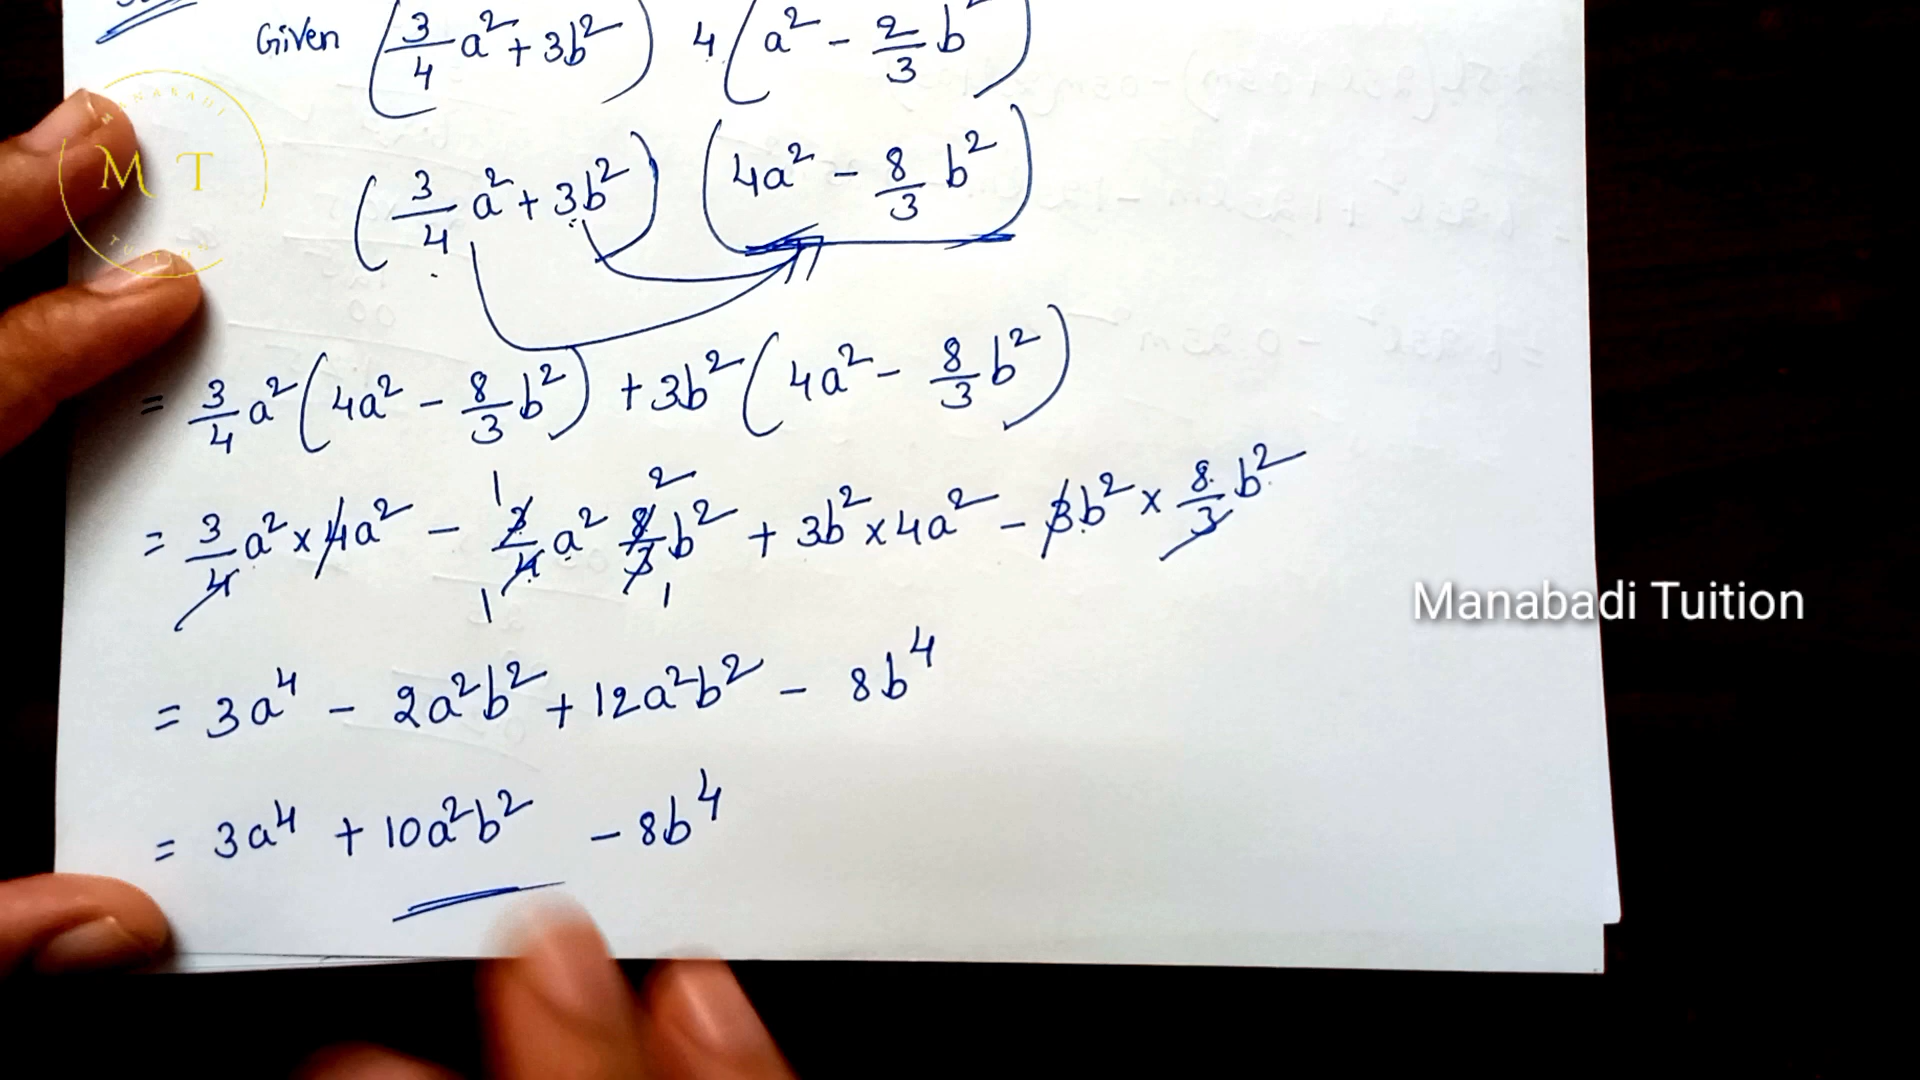 Given (3/4 a² + 3b²) 4(a² - 2/3 b²)
(3/4 a² + 3b²) (4a² - 8/3 b²)
= 3/4 a² (4a² - 8/3 b²) + 3b² (4a² - 8/3 b²)
= 3/4 a² × 4a² - 3/4 a² 8/3 b² + 3b² × 4a² - 3b² × 8/3 b²
= 3a⁴ - 2a²b² + 12a²b² - 8b⁴
= 3a⁴ + 10a²b² - 8b⁴
MANABADI
M T
TUITION
Manabadi Tuition